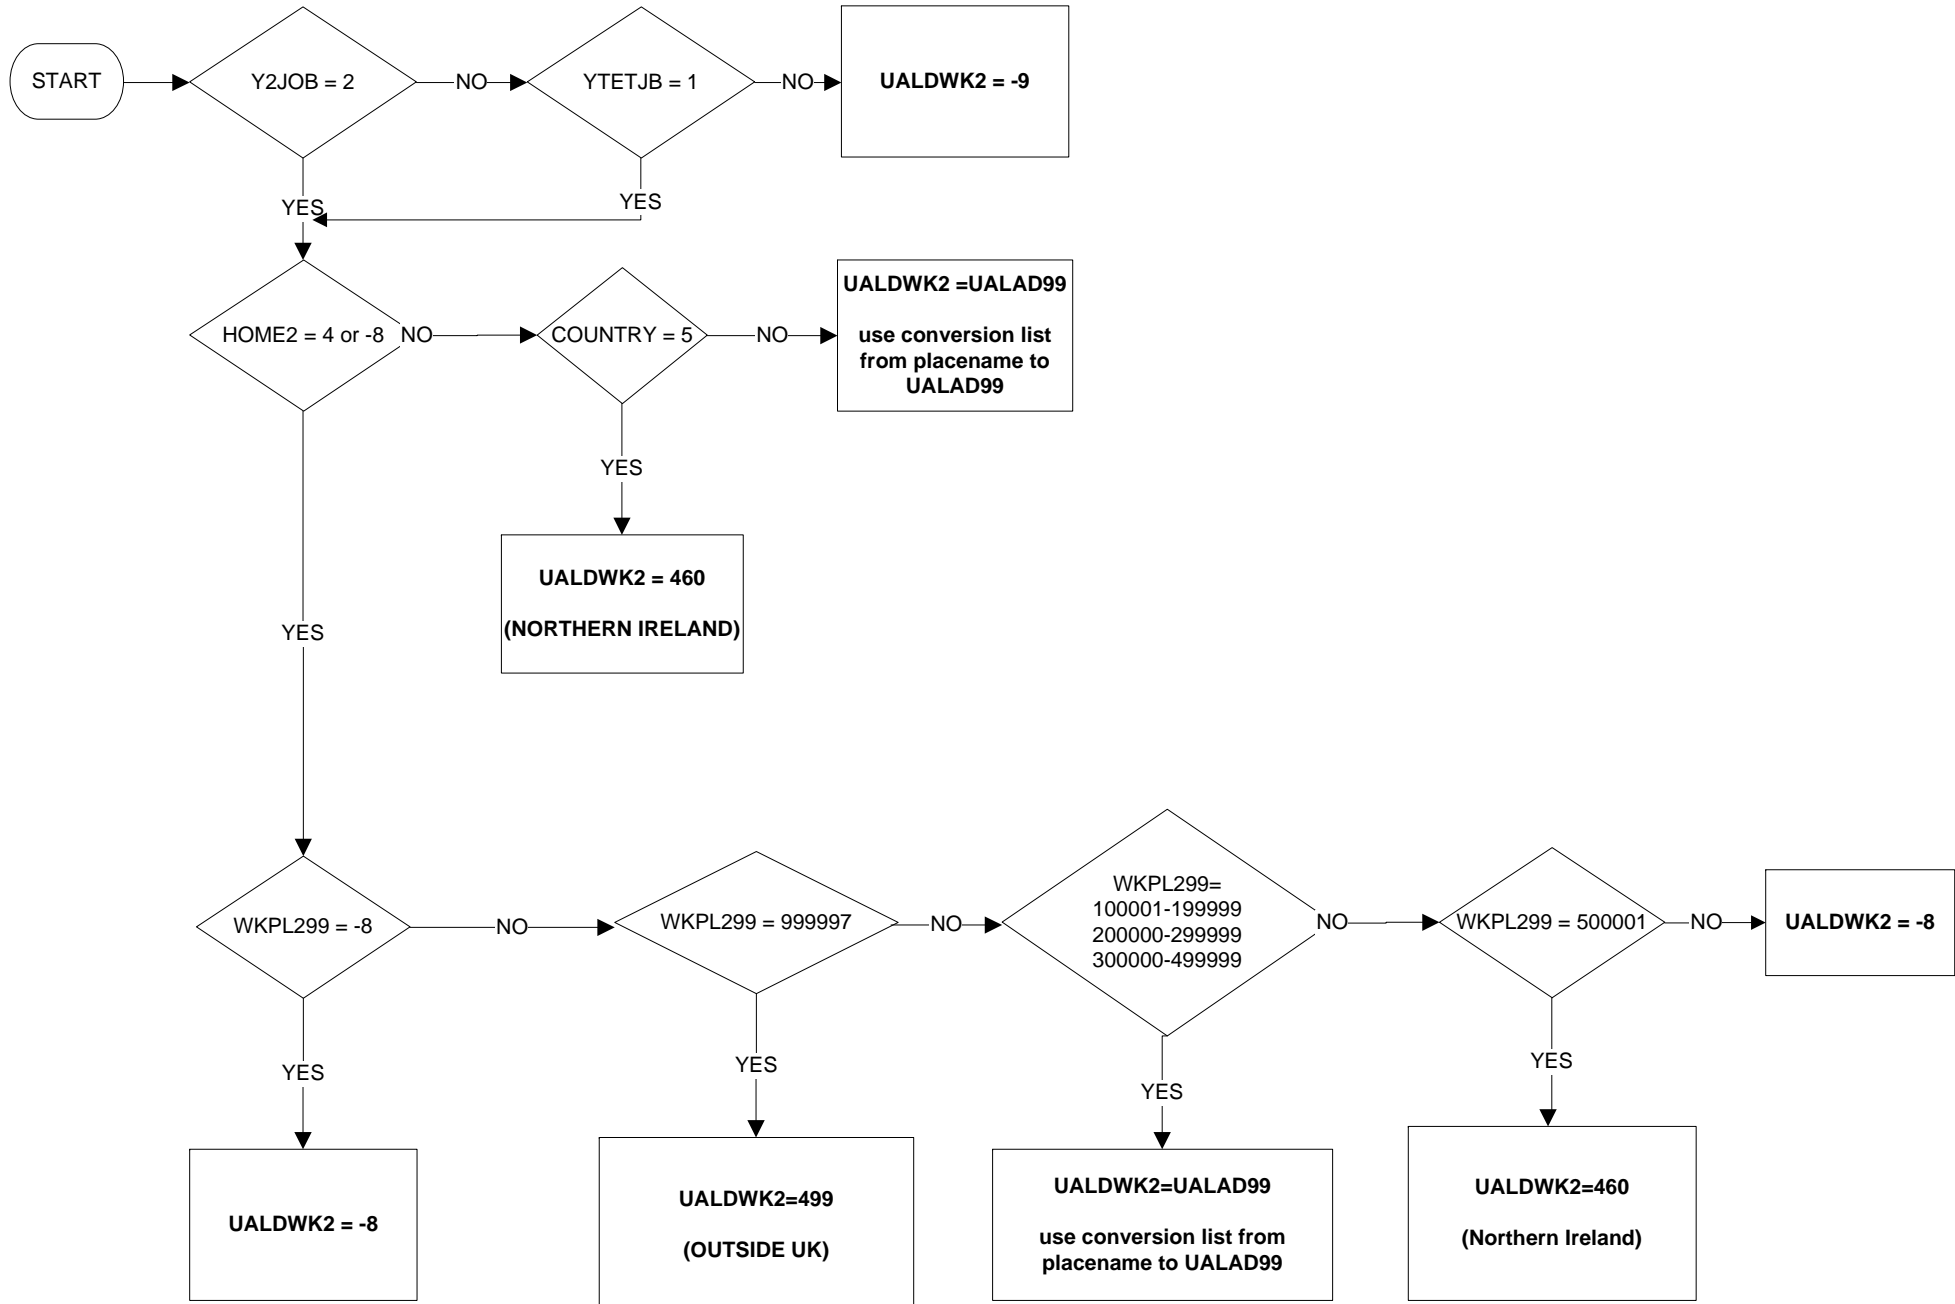 START
Y2JOB = 2
NO
YTETJB = 1
NO
UALDWK2 = -9
YES
YES
HOME2 = 4 or -8
NO
COUNTRY = 5
NO
UALDWK2 =UALAD99
use conversion list
from placename to
UALAD99
YES
UALDWK2 = 460
(NORTHERN IRELAND)
YES
WKPL299 = -8
NO
WKPL299 = 999997
NO
WKPL299=
100001-199999
200000-299999
300000-499999
NO
WKPL299 = 500001
NO
UALDWK2 = -8
YES
YES
YES
YES
UALDWK2 = -8
UALDWK2=499
(OUTSIDE UK)
UALDWK2=UALAD99
use conversion list from
placename to UALAD99
UALDWK2=460
(Northern Ireland)